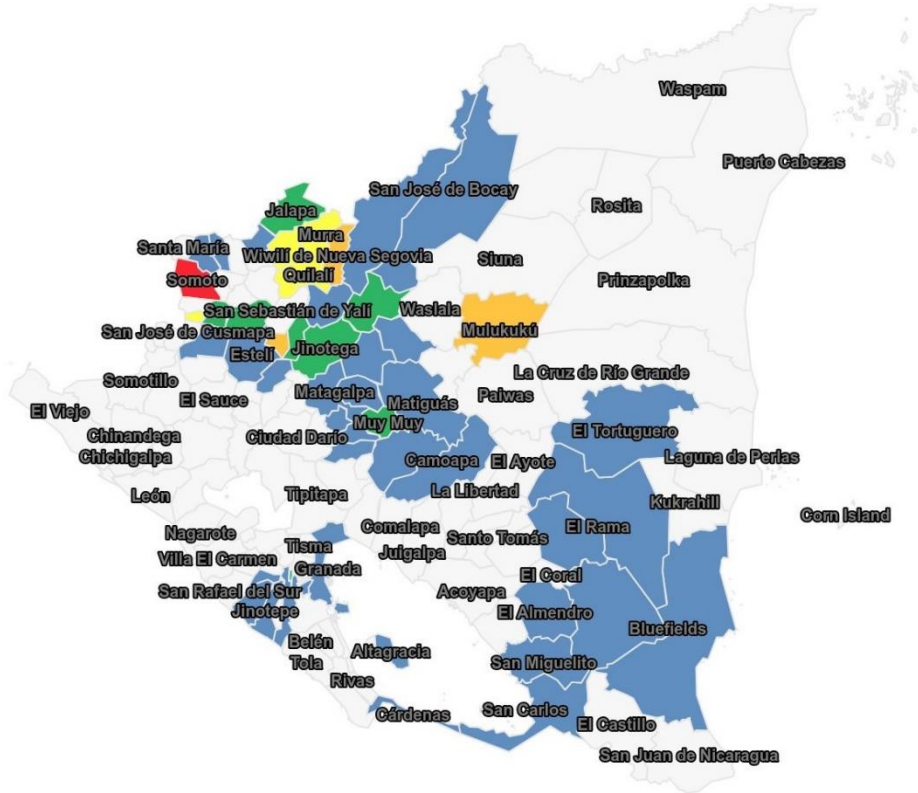 Waspam
Puerto Cabezas
San José de Bocay
Rosita
Jalapa
Murra
Santa María
Wiwilí de Nueva Segovia
Siuna
Quilalí
Somoto
Prinzapolka
San Sebastián de Yalí
Waslala
San José de Cusmapa
Mulukukú
Estelí
Jinotega
La Cruz de Río Grande
Somotillo
Matagalpa
Paiwas
El Sauce
Matiguás
El Viejo
Muy Muy
El Tortuguero
Chinandega
Ciudad Darío
Chichigalpa
Camoapa
El Ayote
Laguna de Perlas
La Libertad
León
Tipitapa
Kukrahill
Corn Island
Comalapa
El Rama
Nagarote
Santo Tomás
Tisma
Juigalpa
Villa El Carmen
Granada
El Coral
San Rafael del Sur
Acoyapa
Jinotepe
El Almendro
Bluefields
Belén
Altagracia
Tola
San Miguelito
Rivas
San Carlos
Cárdenas
El Castillo
San Juan de Nicaragua